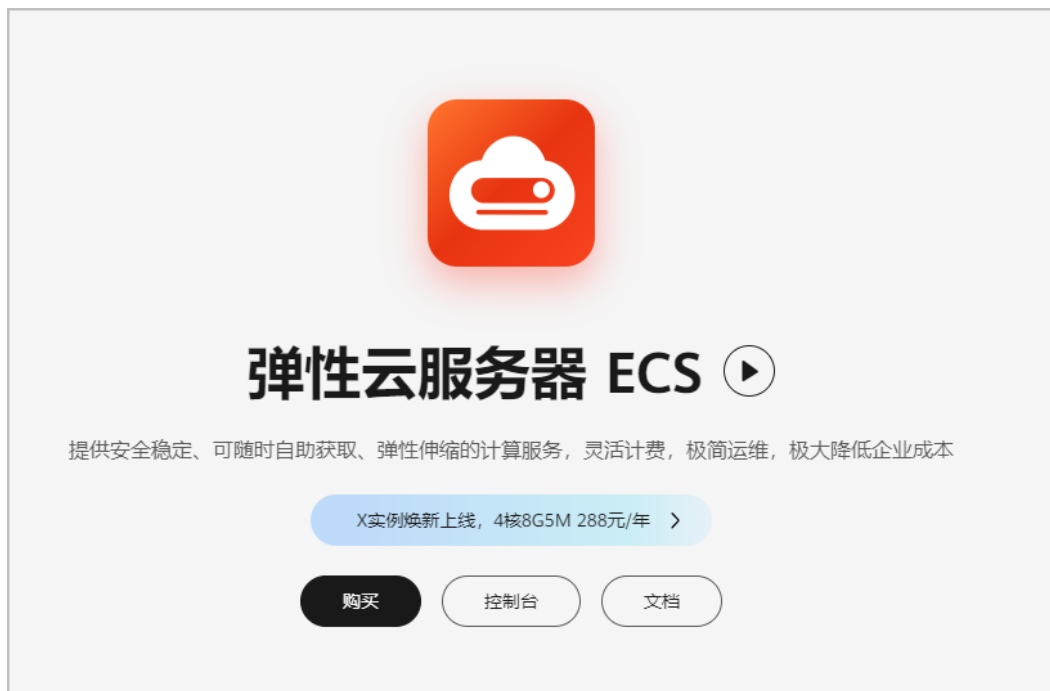 弹性云服务器 ECS
提供安全稳定、可随时自助获取、弹性伸缩的计算服务，灵活计费，极简运维，极大降低企业成本
X实例焕新上线，4核8G5M 288元/年
购买 控制台 文档